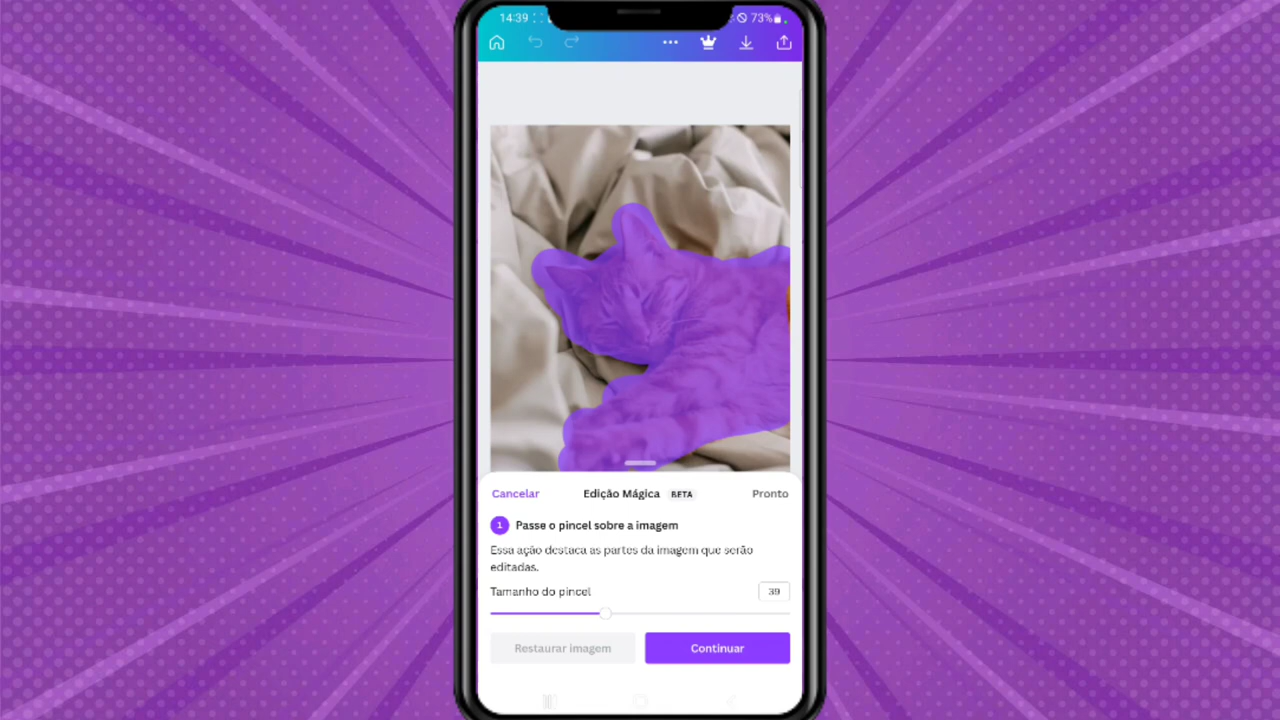 14:39
73%
Cancelar
Edição Mágica BETA
Pronto
1 Passe o pincel sobre a imagem
Essa ação destaca as partes da imagem que serão
editadas.
Tamanho do pincel
39
Restaurar imagem
Continuar